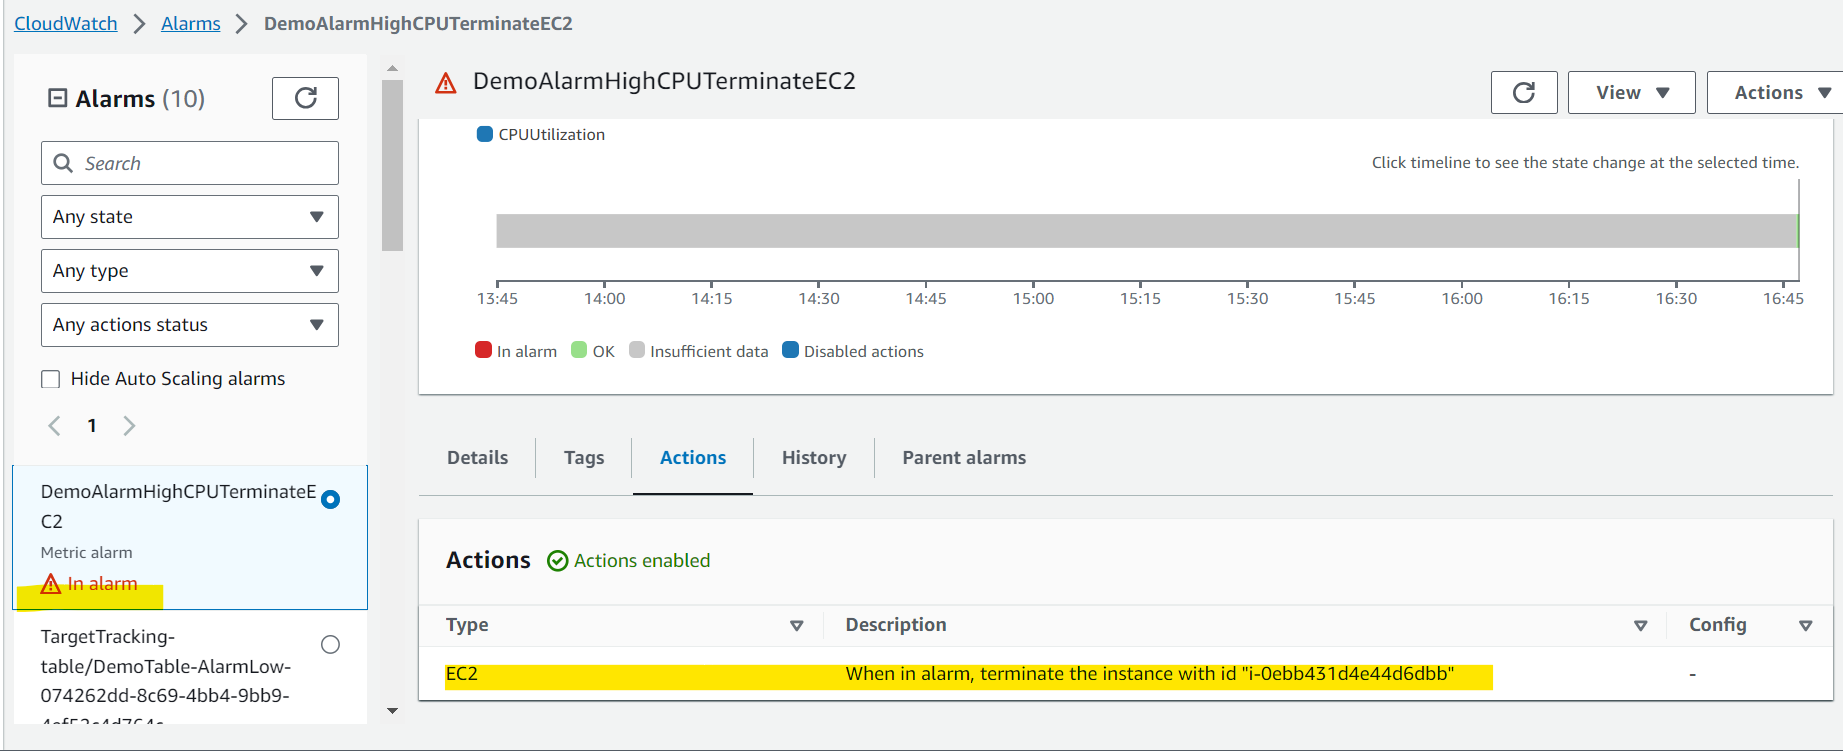 CloudWatch > Alarms > DemoAlarmHighCPUTerminateEC2
Alarms (10)
Search
Any state
Any type
Any actions status
Hide Auto Scaling alarms
1
DemoAlarmHighCPUTerminateE
C2
Metric alarm
In alarm
TargetTracking-
table/DemoTable-AlarmLow-
074262dd-8c69-4bb4-9bb9-
DemoAlarmHighCPUTerminateEC2
View
Actions
CPUUtilization
Click timeline to see the state change at the selected time.
13:45 14:00 14:15 14:30 14:45 15:00 15:15 15:30 15:45 16:00 16:15 16:30 16:45
In alarm OK Insufficient data Disabled actions
Details Tags Actions History Parent alarms
Actions Actions enabled
Type Description Config
EC2 When in alarm, terminate the instance with id "i-0ebb431d4e44d6dbb" -